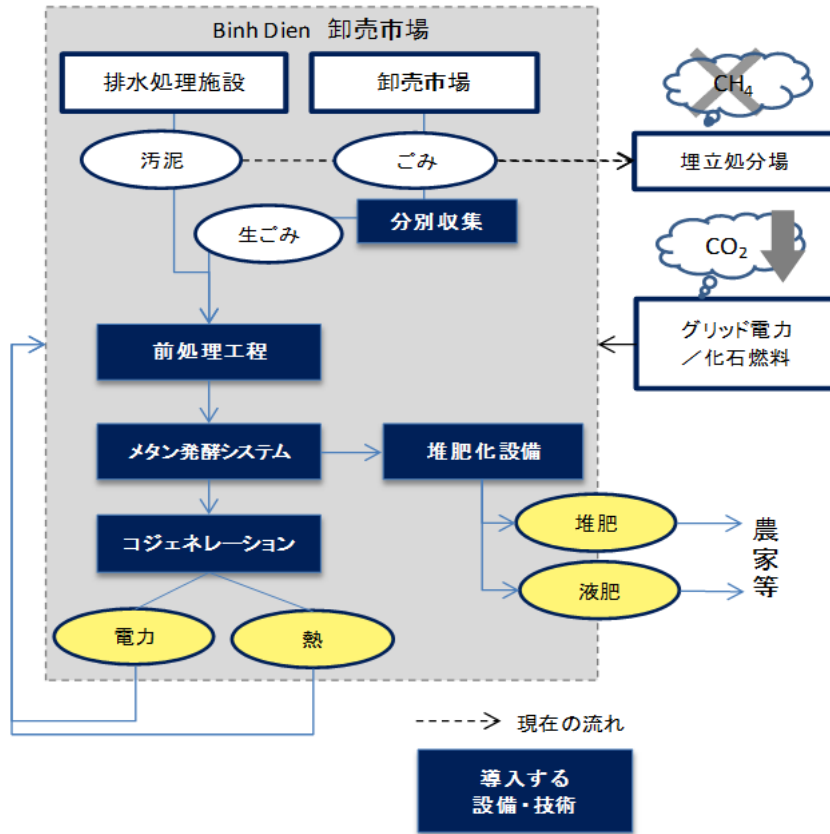 Binh Dien 卸売市場
排水処理施設
卸売市場
CH₄
汚泥
ごみ
埋立処分場
分別収集
生ごみ
CO₂
グリッド電力
／化石燃料
前処理工程
メタン発酵システム
堆肥化設備
コジェネレーション
堆肥
液肥
農家等
電力
熱
現在の流れ
導入する
設備・技術